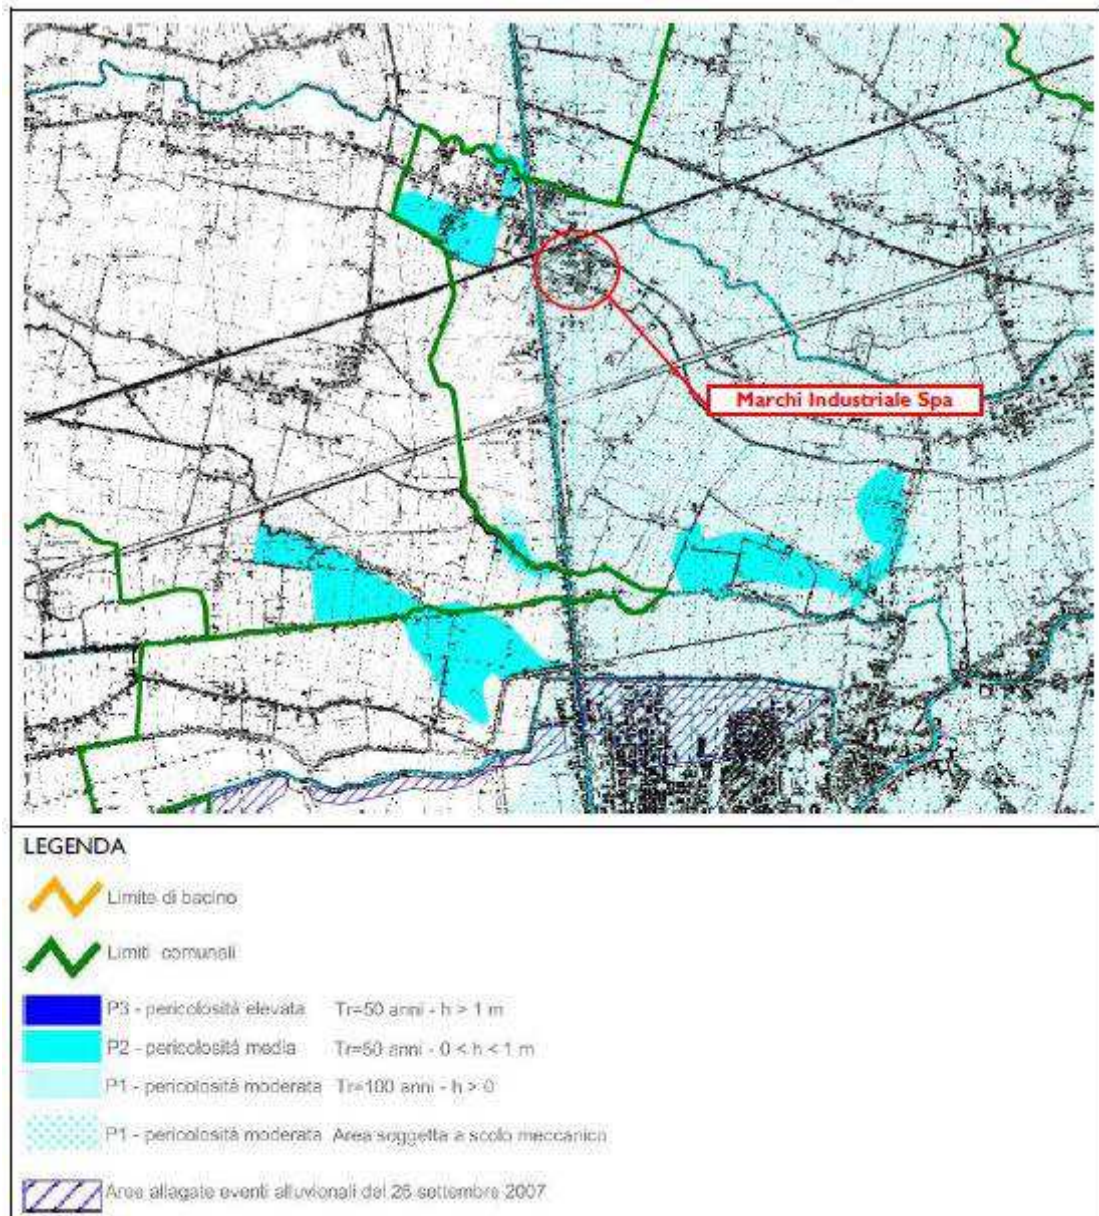 Marchi Industriale Spa
LEGENDA
Limite di bacino
Limiti comunali
P3 - pericolosità elevata Tr=50 anni - h > 1 m
P2 - pericolosità media Tr=50 anni - 0 < h < 1 m
P1 - pericolosità moderata Tr=100 anni - h > 0
P1 - pericolosità moderata Area soggetta a scolo meccanico
Aree allagate eventi alluvionali del 26 settembre 2007